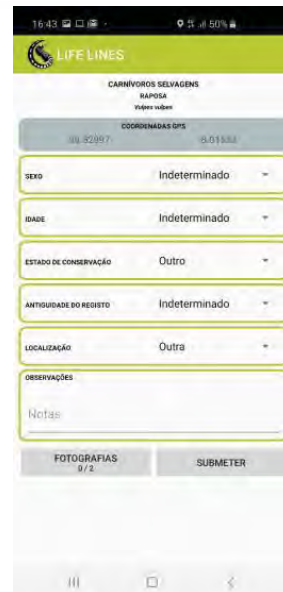 16:43 50%
LIFE LINES
CARNÍVOROS SELVAGENS
RAPOSA
Vulpes vulpes
COORDENADAS GPS
SEXO Indeterminado
IDADE Indeterminado
ESTADO DE CONSERVAÇÃO Outro
ANTIGUIDADE DO REGISTO Indeterminado
LOCALIZAÇÃO Outra
OBSERVAÇÕES
Notas
FOTOGRAFIAS SUBMETER
0/2